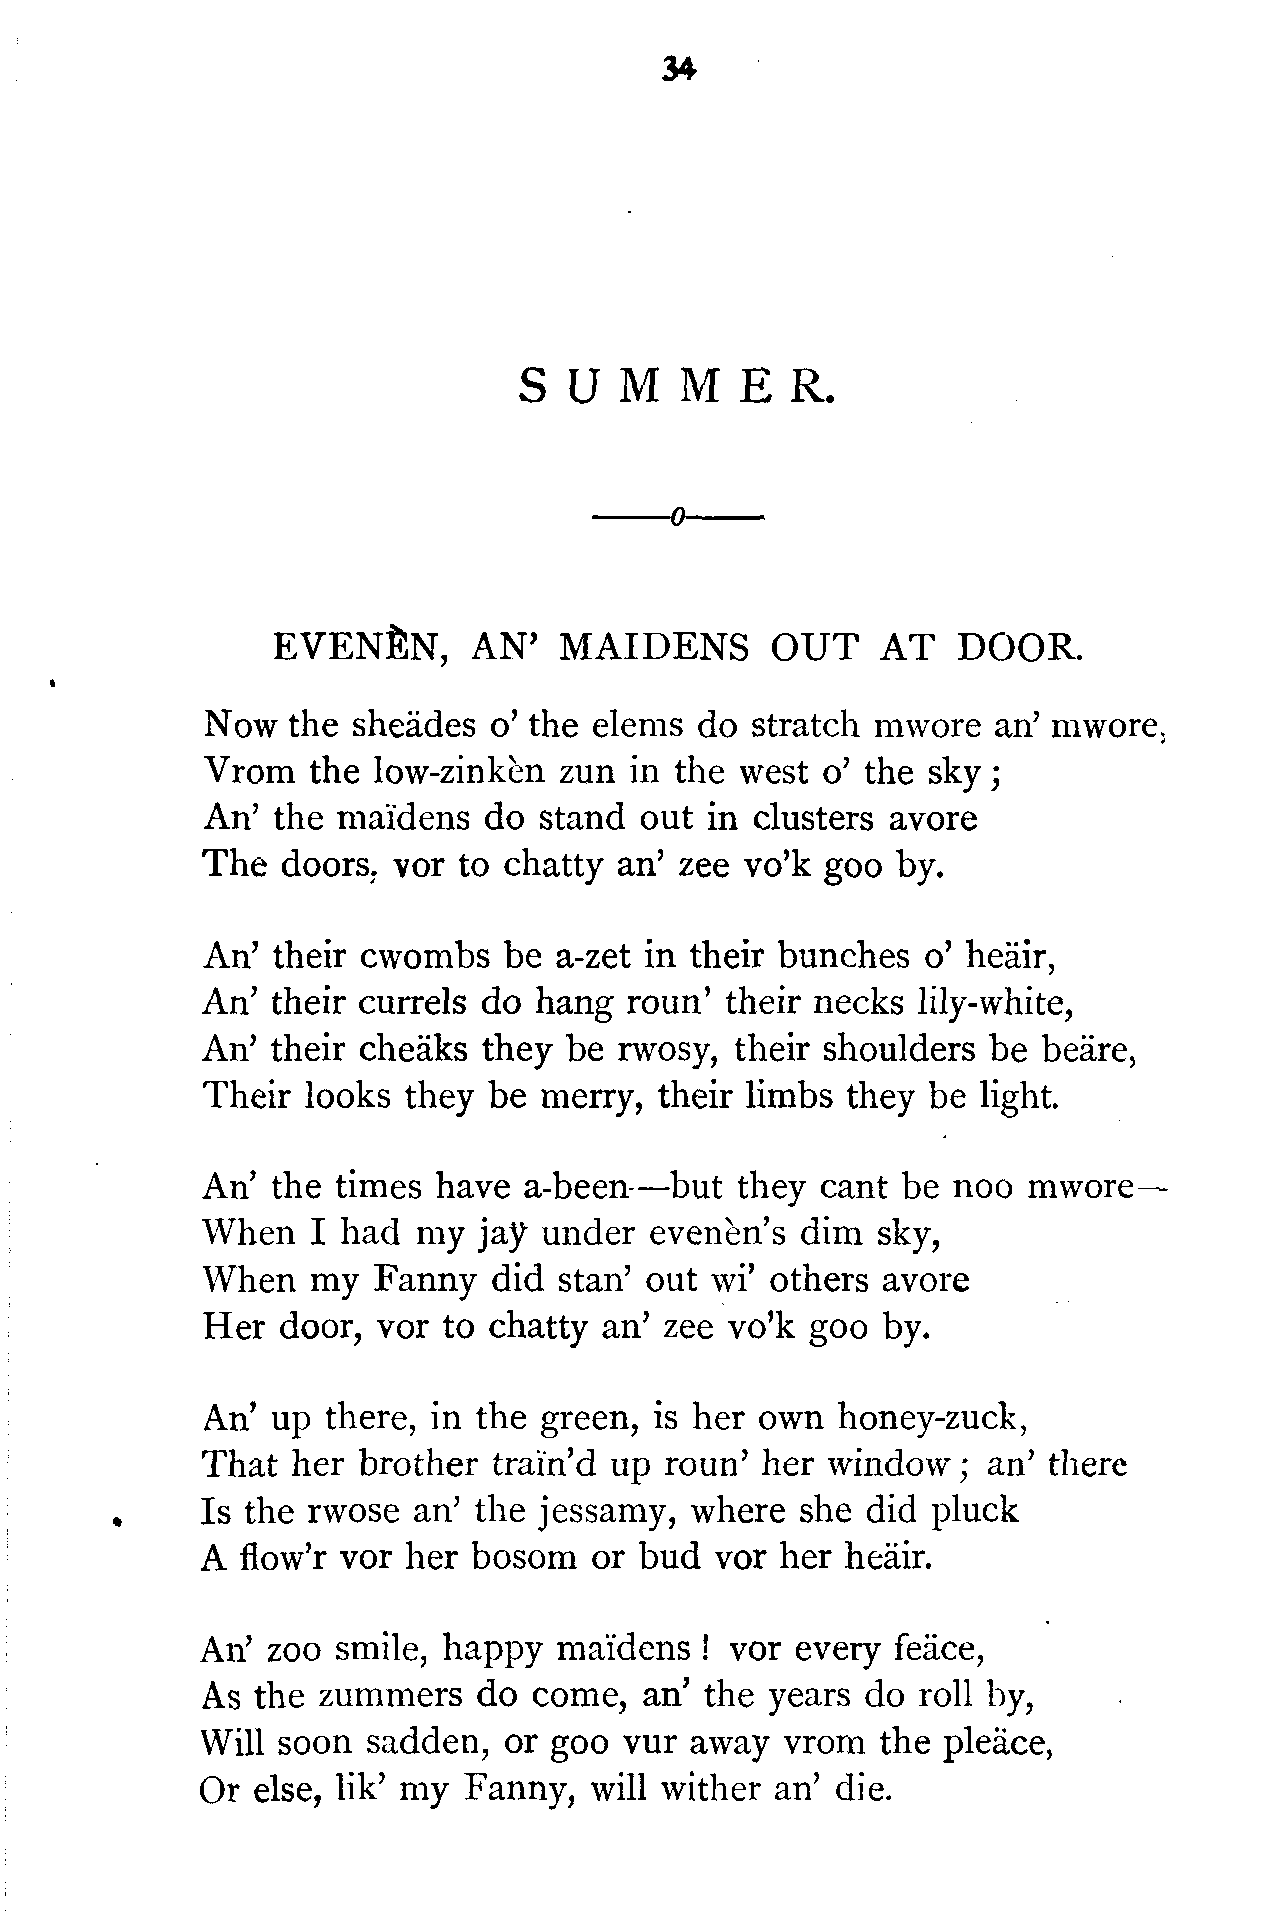 34
SUMMER.
EVENÈN, AN' MAIDENS OUT AT DOOR.
Now the sheädes o' the elems do stratch mwore an' mwore,
Vrom the low-zinkèn zun in the west o' the sky ;
An' the maïdens do stand out in clusters avore
The doors, vor to chatty an' zee vo'k goo by.
An' their cwombs be a-zet in their bunches o' heäir,
An' their currels do hang roun' their necks lily-white,
An' their cheäks they be rwosy, their shoulders be beäre,
Their looks they be merry, their limbs they be light.
An' the times have a-been—but they cant be noo mwore—
When I had my jaÿ under evenèn's dim sky,
When my Fanny did stan' out wi' others avore
Her door, vor to chatty an' zee vo'k goo by.
An' up there, in the green, is her own honey-zuck,
That her brother traïn'd up roun' her window ; an' there
Is the rwose an' the jessamy, where she did pluck
A flow'r vor her bosom or bud vor her heäir.
An' zoo smile, happy maïdens ! vor every feäce,
As the zummers do come, an' the years do roll by,
Will soon sadden, or goo vur away vrom the pleäce,
Or else, lik' my Fanny, will wither an' die.